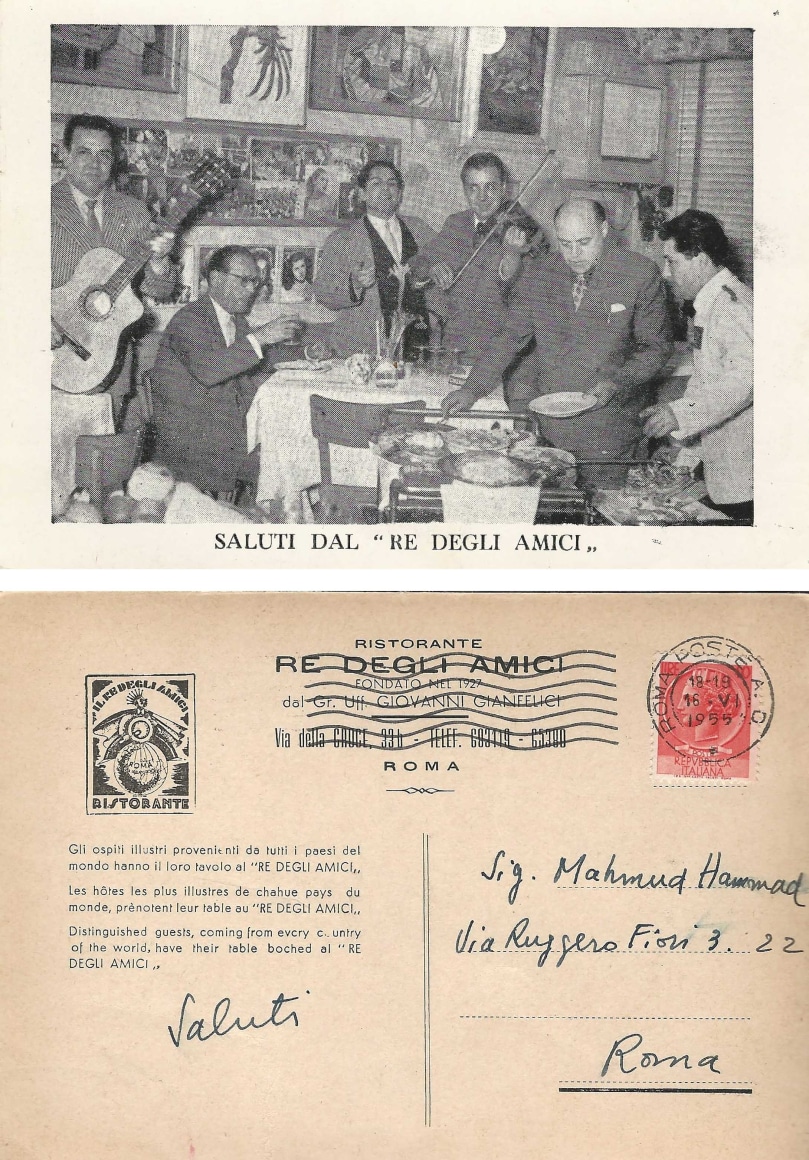 SALUTI DAL “RE DEGLI AMICI„
IL RE DEGLI AMICI
ROMA
RISTORANTE
RISTORANTE
RE DEGLI AMICI
FONDATO NEL 1927
dal Gr. Uff. GIOVANNI GIANFELICI
Via della CROCE, 33b - TELEF.
ROMA
ROMA POSTE A.D
18-19
16 VI
1955
POSTE
REPVBBLICA
ITALIANA
Gli ospiti illustri provenienti da tutti i paesi del
mondo hanno il loro tavolo al “RE DEGLI AMICI„
Les hôtes les plus illustres de chahue pays du
monde, prènotent leur table au “RE DEGLI AMICI„
Distinguished guests, coming from every c untry
of the world, have their table boched al “RE
DEGLI AMICI„
Saluti
Sig. Mahmud Hammad
Via Ruggero Fiori 3. 22
Roma